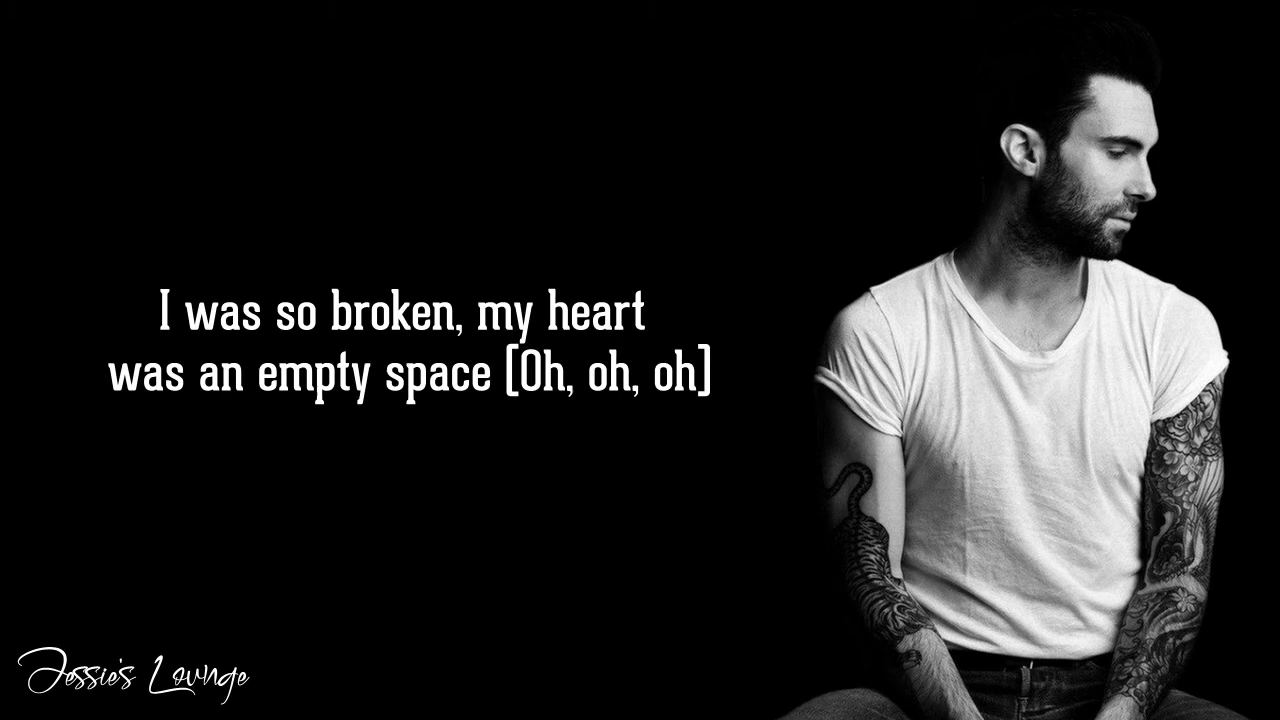 I was so broken, my heart
was an empty space [Oh, oh, oh]
Jessie's Lounge